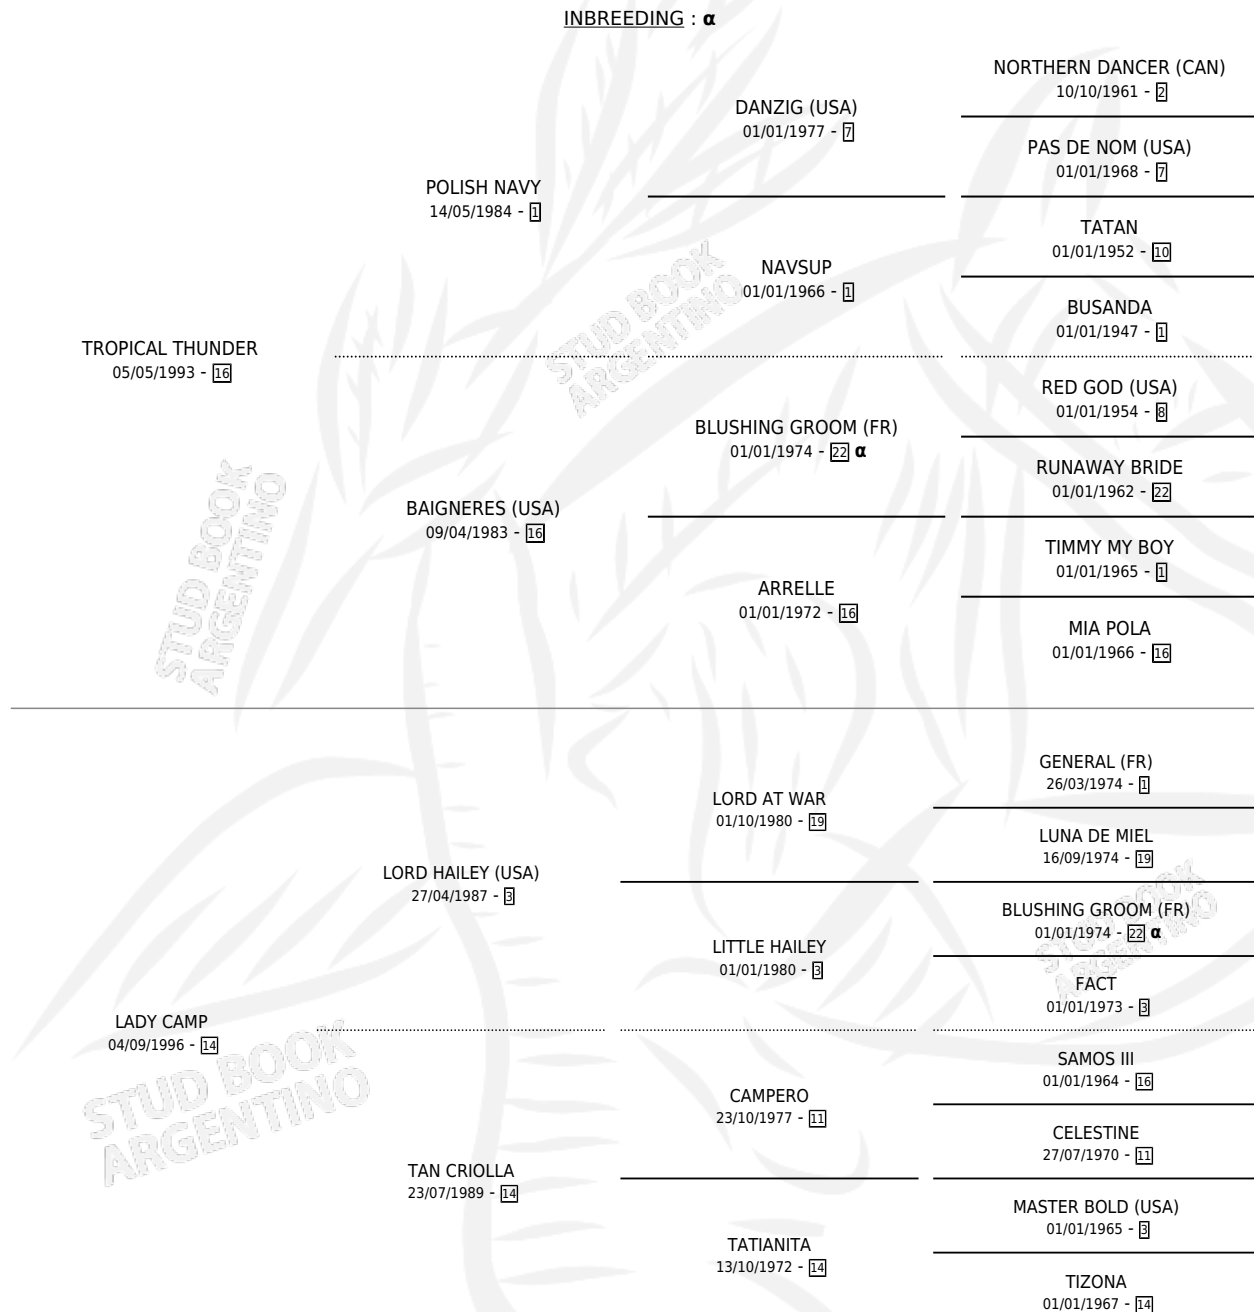 INBREEDING : α
NORTHERN DANCER (CAN)
10/10/1961 - 2
DANZIG (USA)
01/01/1977 - 7
PAS DE NOM (USA)
01/01/1968 - 7
POLISH NAVY
14/05/1984 - 1
TATAN
01/01/1952 - 10
NAVSUP
01/01/1966 - 1
BUSANDA
01/01/1947 - 1
TROPICAL THUNDER
05/05/1993 - 16
RED GOD (USA)
01/01/1954 - 8
BLUSHING GROOM (FR)
01/01/1974 - 22 α
RUNAWAY BRIDE
01/01/1962 - 22
BAIGNERES (USA)
09/04/1983 - 16
TIMMY MY BOY
01/01/1965 - 1
ARRELLE
01/01/1972 - 16
MIA POLA
01/01/1966 - 16
GENERAL (FR)
26/03/1974 - 1
LORD AT WAR
01/10/1980 - 19
LUNA DE MIEL
16/09/1974 - 19
LORD HAILEY (USA)
27/04/1987 - 3
BLUSHING GROOM (FR)
01/01/1974 - 22 α
LITTLE HAILEY
01/01/1980 - 3
FACT
01/01/1973 - 3
LADY CAMP
04/09/1996 - 14
SAMOS III
01/01/1964 - 16
CAMPERO
23/10/1977 - 11
CELESTINE
27/07/1970 - 11
TAN CRIOLLA
23/07/1989 - 14
MASTER BOLD (USA)
01/01/1965 - 3
TATIANITA
13/10/1972 - 14
TIZONA
01/01/1967 - 14
STUD BOOK
ARGENTINO
STUD BOOK
ARGENTINO
STUD BOOK
ARGENTINO
STUD BOOK
ARGENTINO